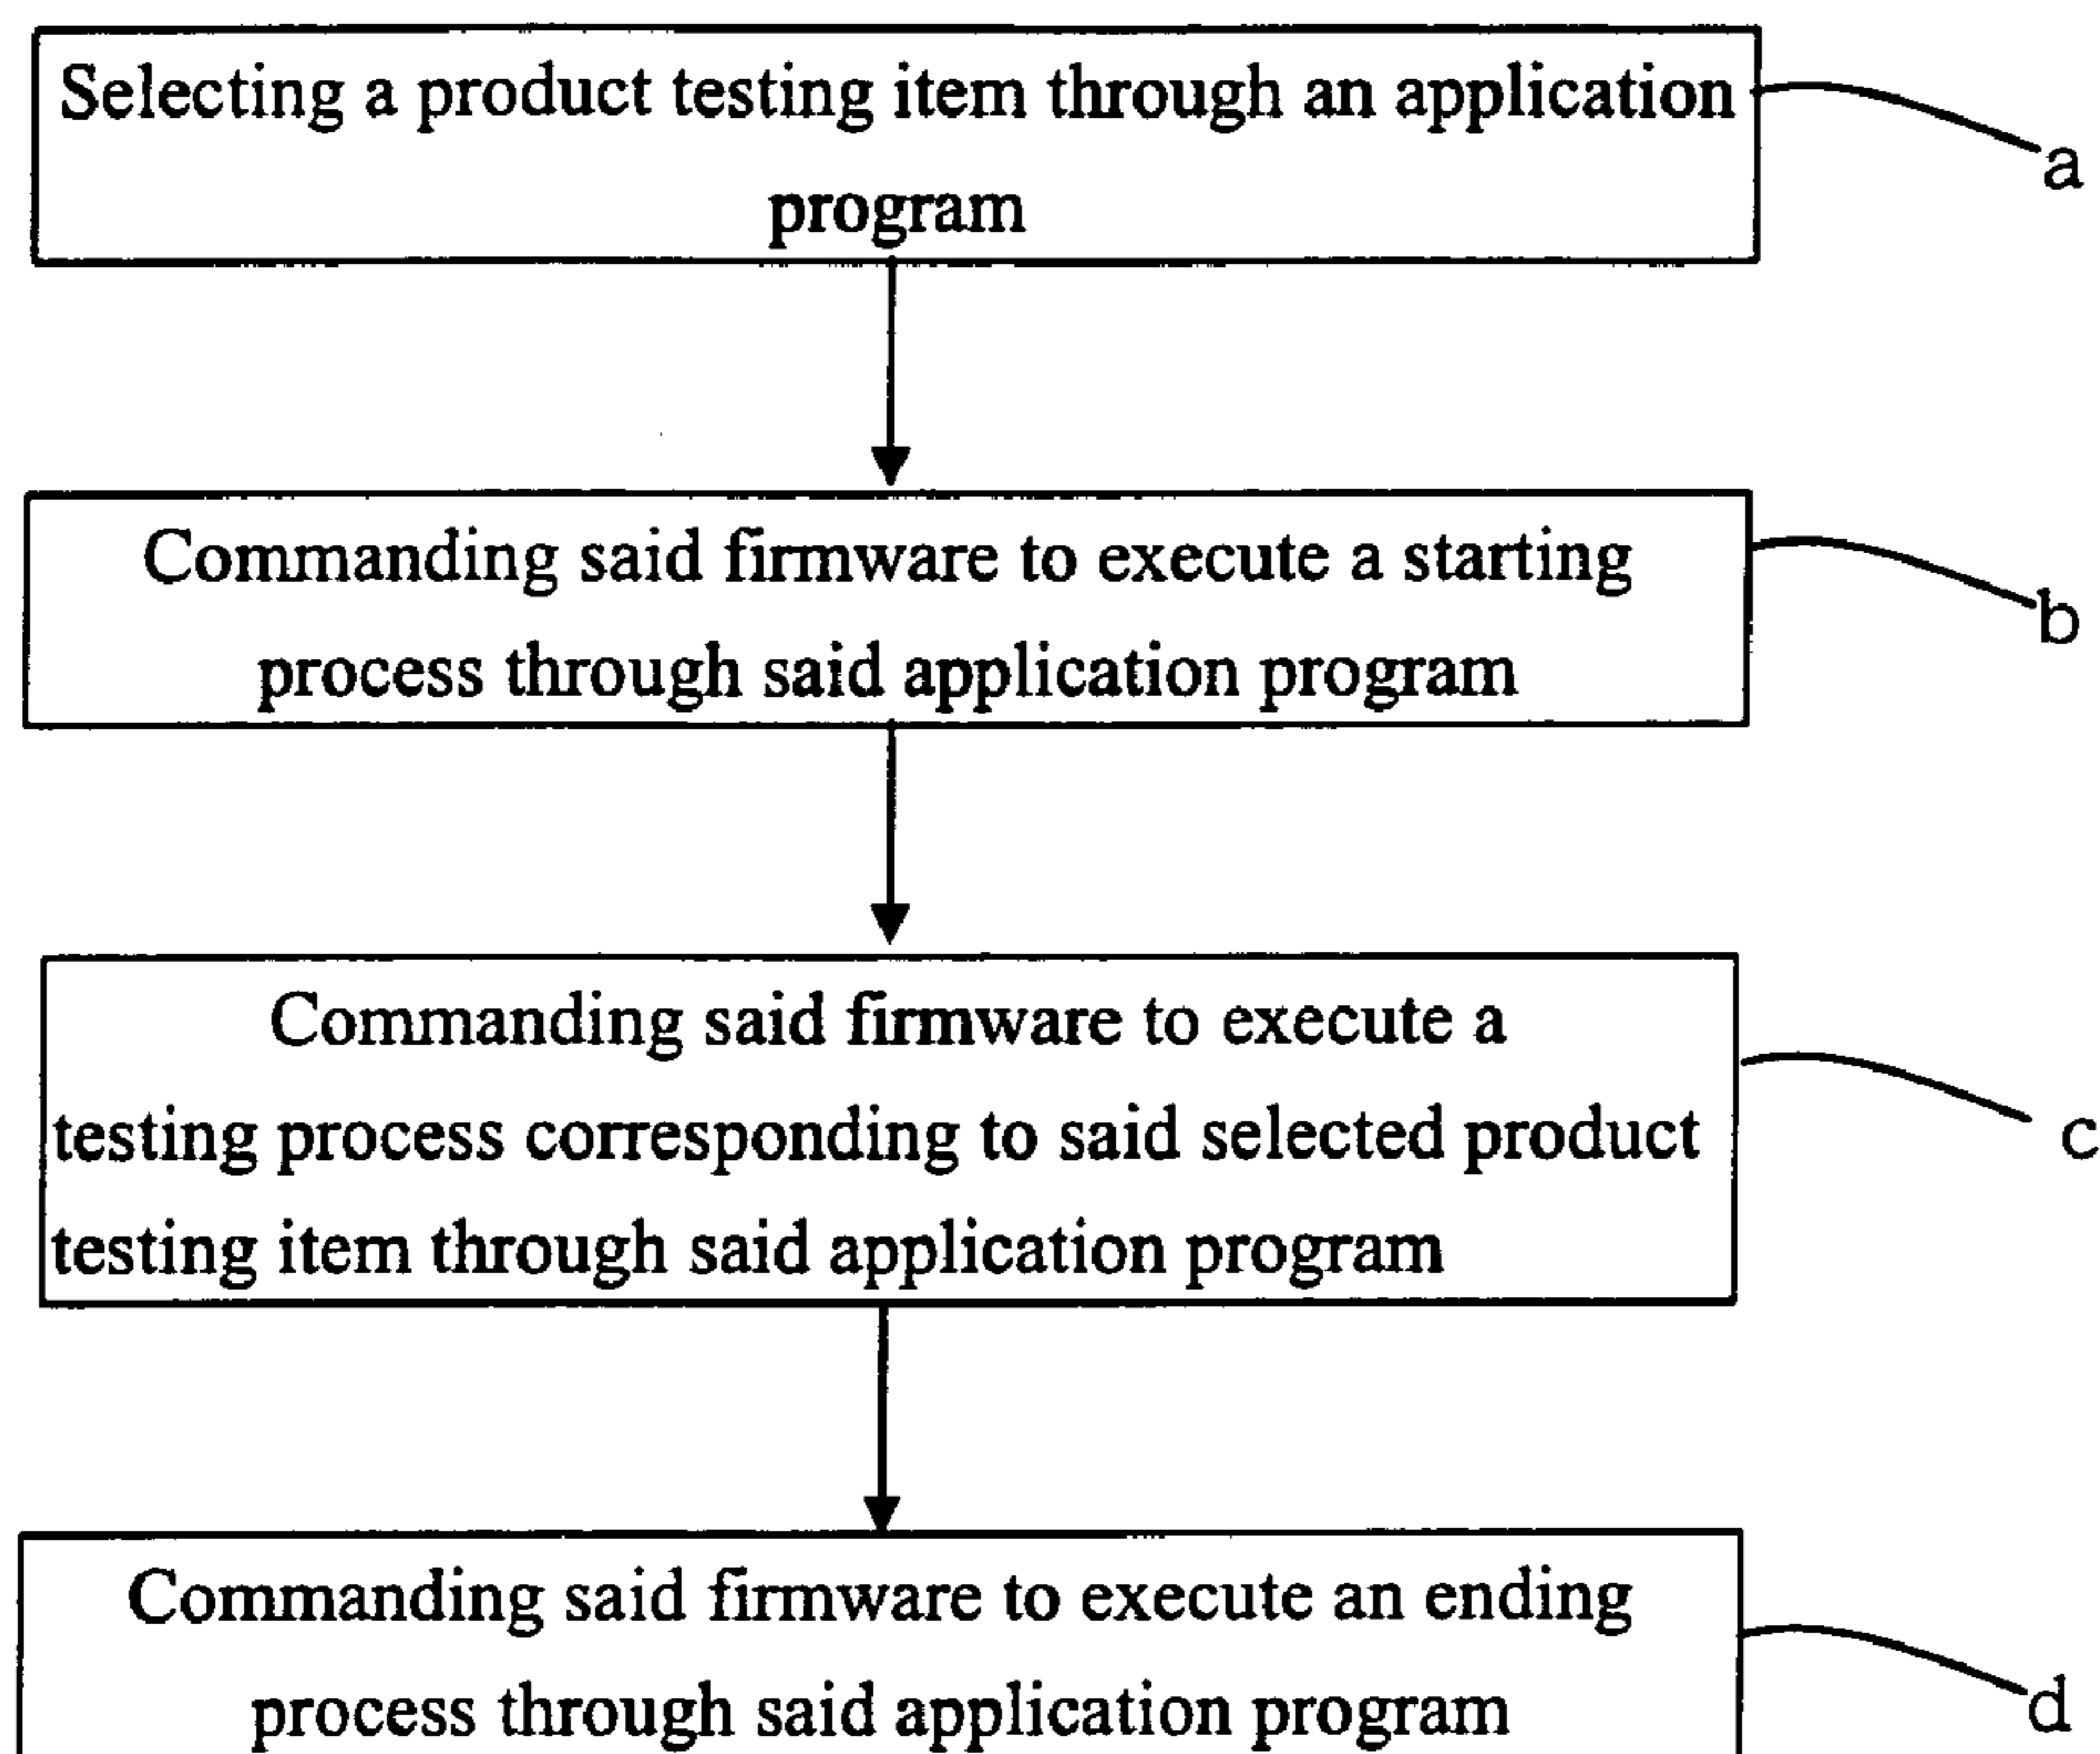 Selecting a product testing item through an application
program
a
Commanding said firmware to execute a starting
process through said application program
b
Commanding said firmware to execute a
testing process corresponding to said selected product
testing item through said application program
c
Commanding said firmware to execute an ending
process through said application program
d